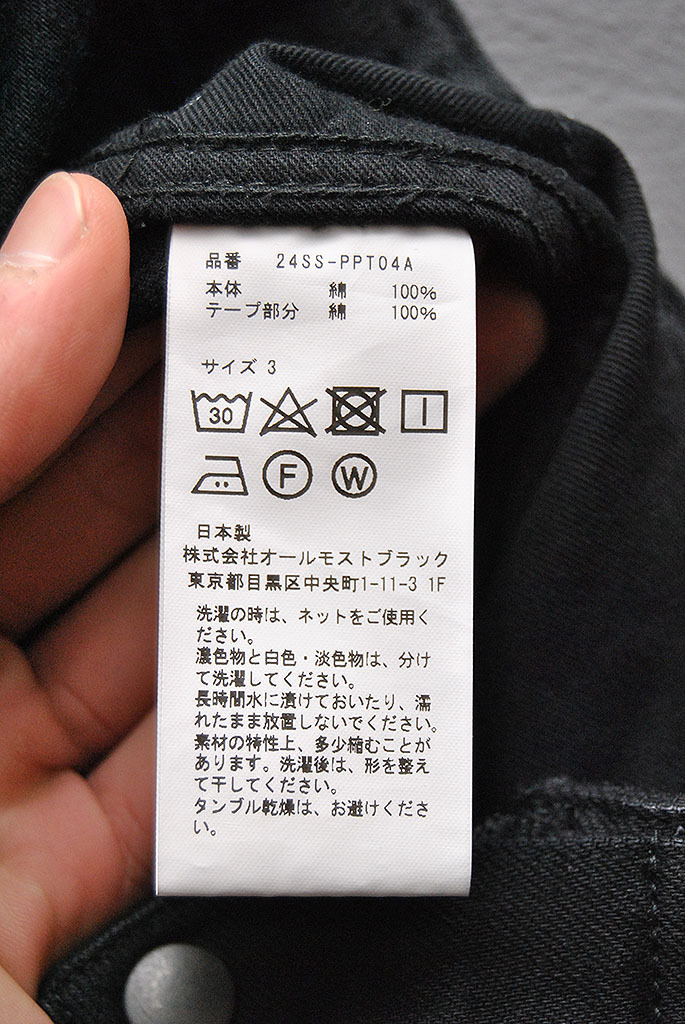 品番 24SS-PPT04A
本体 綿 100%
テープ部分 綿 100%
サイズ 3
30
F W
日本製
株式会社オールモストブラック
東京都目黒区中央町1-11-3 1F
洗濯の時は、ネットをご使用く
ださい。
濃色物と白色・淡色物は、分け
て洗濯してください。
長時間水に漬けておいたり、濡
れたまま放置しないでください。
素材の特性上、多少縮むことが
あります。洗濯後は、形を整え
て干してください。
タンブル乾燥は、お避けくださ
い。